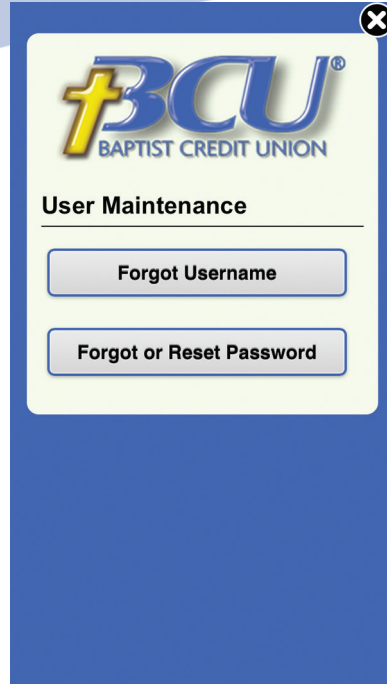 BCU®
BAPTIST CREDIT UNION
User Maintenance
Forgot Username
Forgot or Reset Password